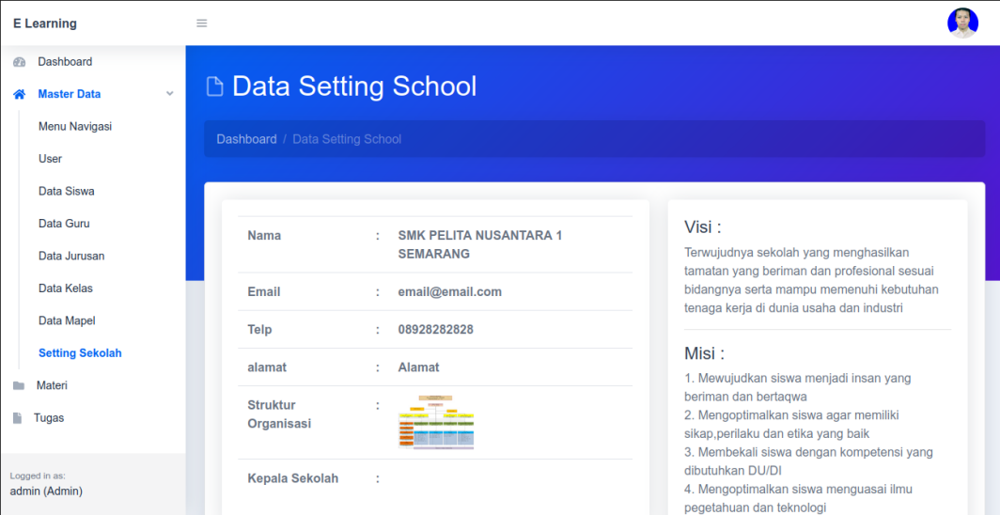 E Learning
Dashboard
Master Data
Menu Navigasi
User
Data Siswa
Data Guru
Data Jurusan
Data Kelas
Data Mapel
Setting Sekolah
Materi
Tugas
Logged in as:
admin (Admin)
Data Setting School
Dashboard / Data Setting School
Nama : SMK PELITA NUSANTARA 1
SEMARANG
Email : email@email.com
Telp : 08928282828
alamat : Alamat
Struktur :
Organisasi
Kepala Sekolah :
Visi :
Terwujudnya sekolah yang menghasilkan
tamatan yang beriman dan profesional sesuai
bidangnya serta mampu memenuhi kebutuhan
tenaga kerja di dunia usaha dan industri
Misi :
1. Mewujudkan siswa menjadi insan yang
beriman dan bertaqwa
2. Mengoptimalkan siswa agar memiliki
sikap,perilaku dan etika yang baik
3. Membekali siswa dengan kompetensi yang
dibutuhkan DU/DI
4. Mengoptimalkan siswa menguasai ilmu
pegetahuan dan teknologi